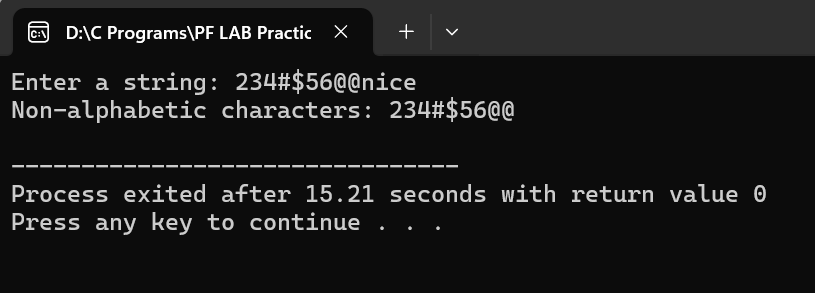 D:\C Programs\PF LAB Practic
Enter a string: 234#$56@@nice
Non-alphabetic characters: 234#$56@@
--------------------------------
Process exited after 15.21 seconds with return value 0
Press any key to continue . . .